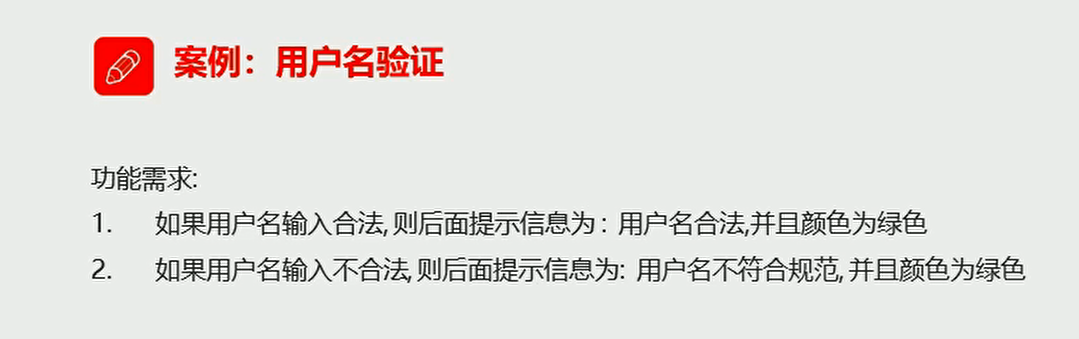 案例：用户名验证
功能需求:
1. 如果用户名输入合法, 则后面提示信息为 : 用户名合法,并且颜色为绿色
2. 如果用户名输入不合法, 则后面提示信息为: 用户名不符合规范, 并且颜色为绿色